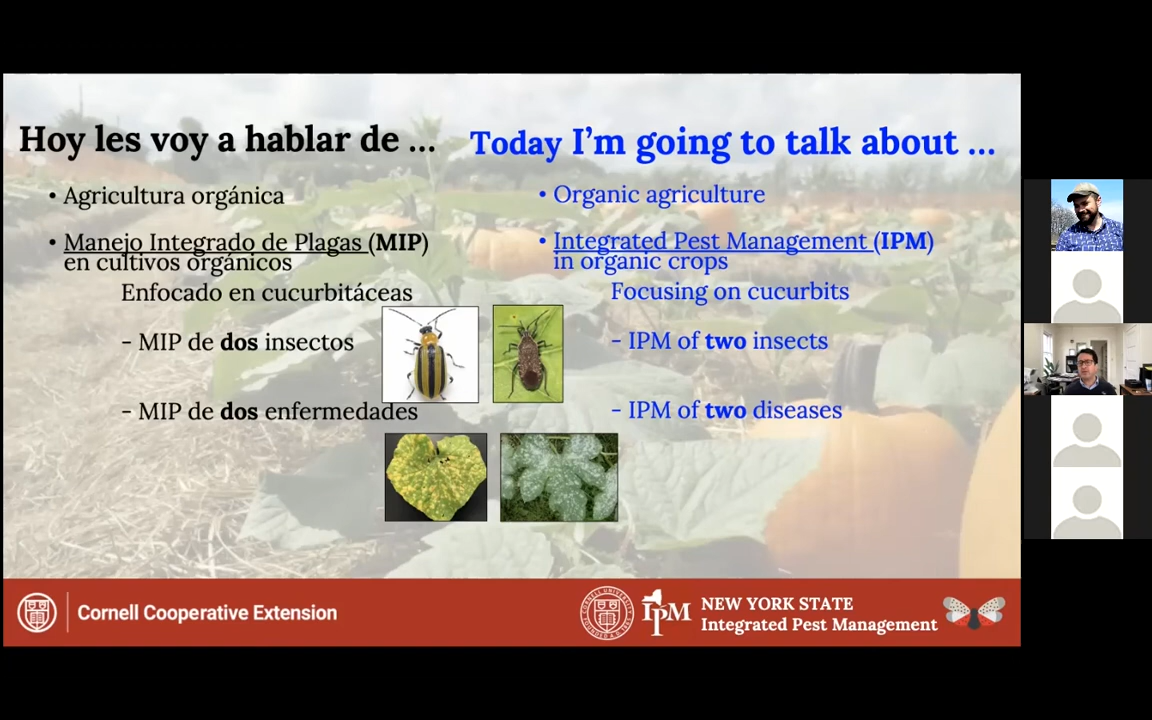 Hoy les voy a hablar de ...
• Agricultura orgánica
• Manejo Integrado de Plagas (MIP)
en cultivos orgánicos
Enfocado en cucurbitáceas
- MIP de dos insectos
- MIP de dos enfermedades
Today I'm going to talk about ...
• Organic agriculture
• Integrated Pest Management (IPM)
in organic crops
Focusing on cucurbits
- IPM of two insects
- IPM of two diseases
Cornell Cooperative Extension
IPM
NEW YORK STATE
Integrated Pest Management